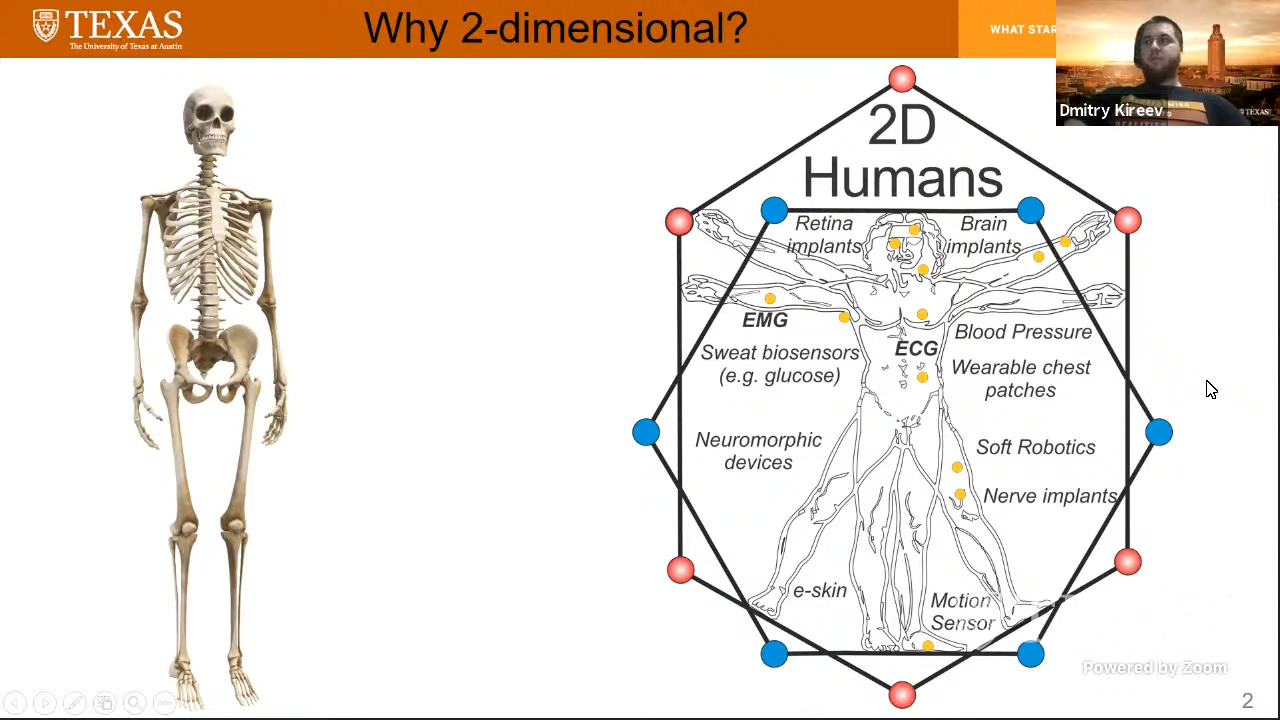 TEXAS
The University of Texas at Austin
Why 2-dimensional?
WHAT STAR
Dmitry Kireev
TEXAS
2D
Humans
Retina
implants
Brain
implants
EMG
Sweat biosensors
(e.g. glucose)
ECG
Blood Pressure
Wearable chest
patches
Neuromorphic
devices
Soft Robotics
Nerve implants
e-skin
Motion
Sensor
Powered by Zoom
2